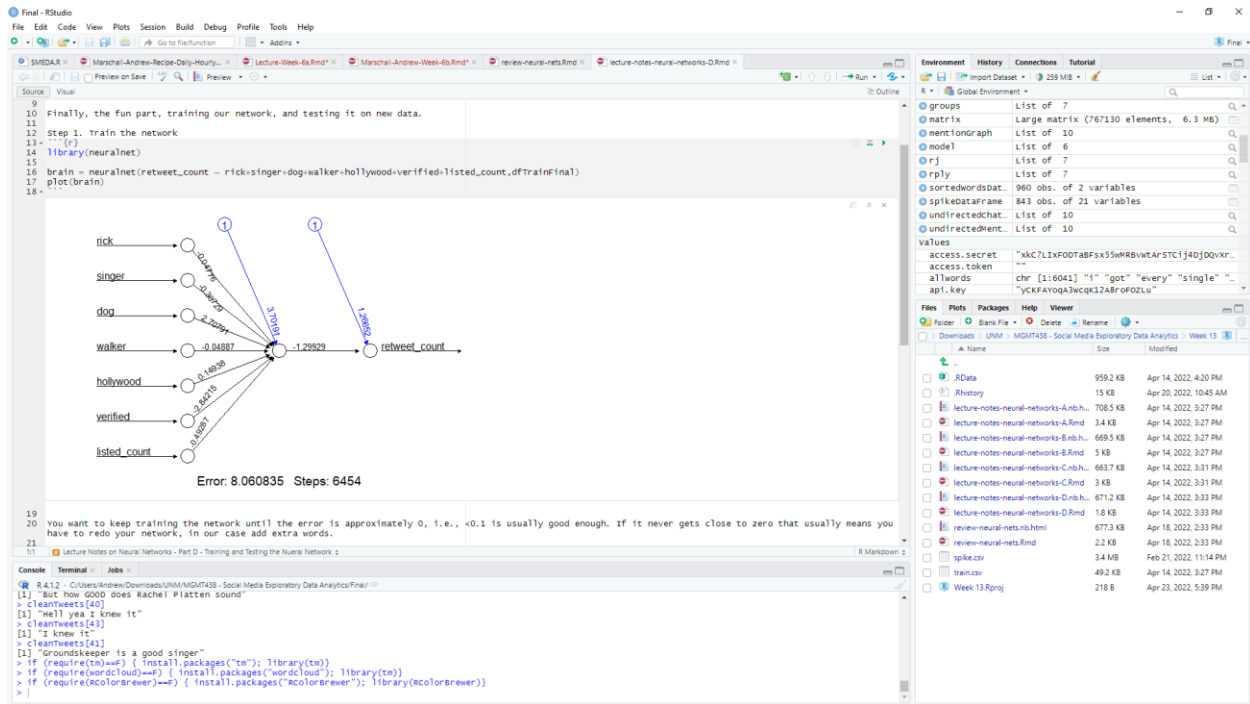 Final - RStudio
File Edit Code View Plots Session Build Debug Profile Tools Help
Go to file/function Addins Final
SMEDA.R Marschall-Andrew-Recipe-Daily-Hourly... Lecture-Week-6a.Rmd* Marschall-Andrew-Week-6b.Rmd* review-neural-nets.Rmd lecture-notes-neural-networks-D.Rmd
Preview on Save Preview Run
Source Visual Outline
9
10 Finally, the fun part, training our network, and testing it on new data.
11
12 Step 1. Train the network
13 ```{r}
14 library(neuralnet)
15
16 brain = neuralnet(retweet_count ~ rick+singer+dog+walker+hollywood+verified+listed_count,dfTrainFinal)
17 plot(brain)
18 ```
1 1
rick
-0.04776
singer
-0.36729
dog
2.70791
3.70191
1.26652
walker
-0.04887
-1.29929
retweet_count
hollywood
0.14938
verified
-2.84215
listed_count
0.49287
Error: 8.060835 Steps: 6454
19
20 You want to keep training the network until the error is approximately 0, i.e., <0.1 is usually good enough. If it never gets close to zero that usually means you
have to redo your network, in our case add extra words.
21
1:1 Lecture Notes on Neural Networks - Part D - Training and Testing the Nueral Network R Markdown
Console Terminal Jobs
R 4.1.2 · C:/Users/Andrew/Downloads/UNM/MGMT438 - Social Media Exploratory Data Analytics/Final/
[1] "But how GOOD does Rachel Platten sound"
> cleanTweets[40]
[1] "Hell yea I knew it"
> cleanTweets[43]
[1] "I knew it"
> cleanTweets[41]
[1] "Groundskeeper is a good singer"
> if (require(tm)==F) { install.packages("tm"); library(tm)}
> if (require(wordcloud)==F) { install.packages("wordcloud"); library(tm)}
> if (require(RColorBrewer)==F) { install.packages("RColorBrewer"); library(RColorBrewer)}
>
Environment History Connections Tutorial
Import Dataset 259 MiB List
R Global Environment
groups List of 7
matrix Large matrix (767130 elements, 6.3 MB)
mentionGraph List of 10
model List of 6
rj List of 7
rply List of 7
sortedWordsDat… 960 obs. of 2 variables
spikeDataFrame 843 obs. of 21 variables
undirectedChat… List of 10
undirectedMent… List of 10
values
access.secret
access.token ""
allwords chr [1:6041] "i" "got" "every" "single" "…
api.key
Files Plots Packages Help Viewer
Folder Blank File Delete Rename
Downloads UNM MGMT438 - Social Media Exploratory Data Analytics Week 13
Name Size Modified
..
.RData 959.2 KB Apr 14, 2022, 4:20 PM
.Rhistory 15 KB Apr 20, 2022, 10:45 AM
lecture-notes-neural-networks-A.nb.h... 708.5 KB Apr 14, 2022, 3:27 PM
lecture-notes-neural-networks-A.Rmd 3.4 KB Apr 14, 2022, 3:27 PM
lecture-notes-neural-networks-B.nb.h... 669.5 KB Apr 14, 2022, 3:27 PM
lecture-notes-neural-networks-B.Rmd 5 KB Apr 14, 2022, 3:27 PM
lecture-notes-neural-networks-C.nb.h... 663.7 KB Apr 14, 2022, 3:31 PM
lecture-notes-neural-networks-C.Rmd 3 KB Apr 14, 2022, 3:31 PM
lecture-notes-neural-networks-D.nb.h... 671.2 KB Apr 14, 2022, 3:33 PM
lecture-notes-neural-networks-D.Rmd 1.8 KB Apr 14, 2022, 3:33 PM
review-neural-nets.nb.html 677.3 KB Apr 18, 2022, 2:33 PM
review-neural-nets.Rmd 2.2 KB Apr 18, 2022, 2:33 PM
spike.csv 3.4 MB Feb 21, 2022, 11:14 PM
train.csv 49.2 KB Apr 14, 2022, 3:27 PM
Week 13.Rproj 218 B Apr 23, 2022, 5:39 PM